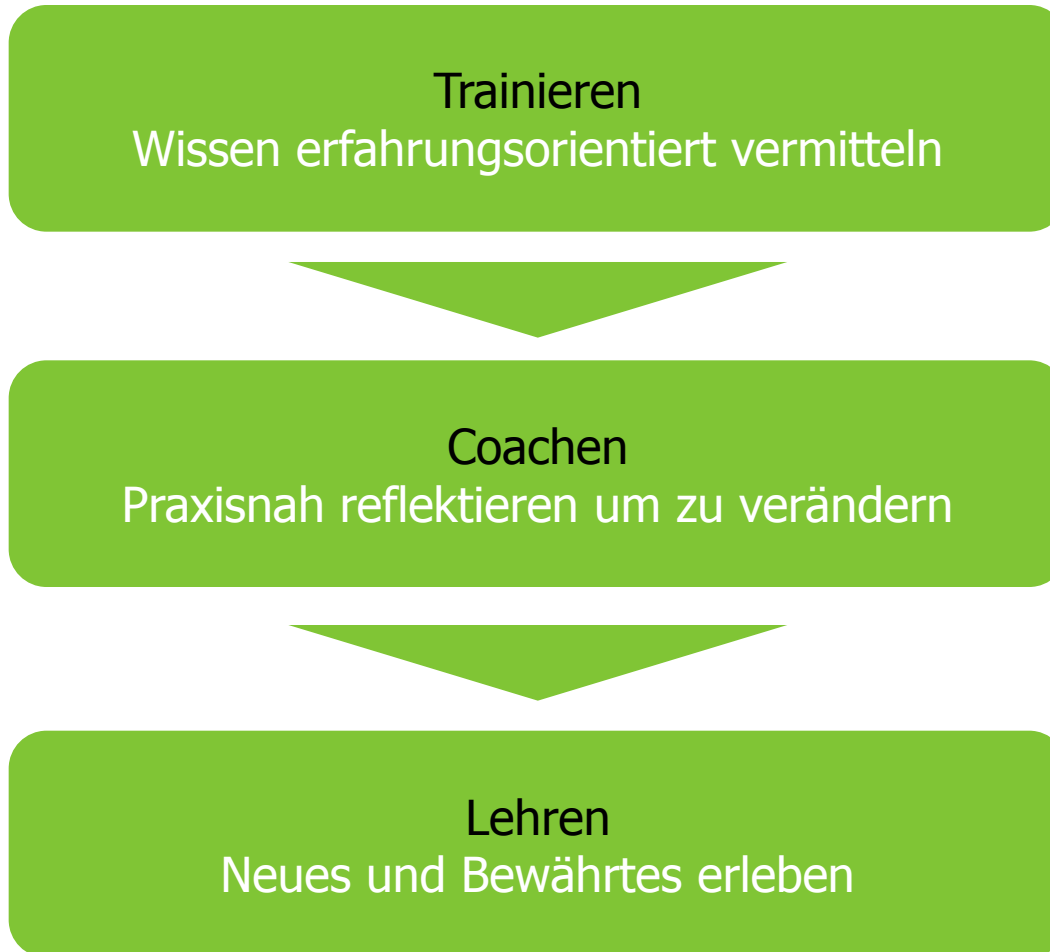 Trainieren
Wissen erfahrungsorientiert vermitteln
Coachen
Praxisnah reflektieren um zu verändern
Lehren
Neues und Bewährtes erleben